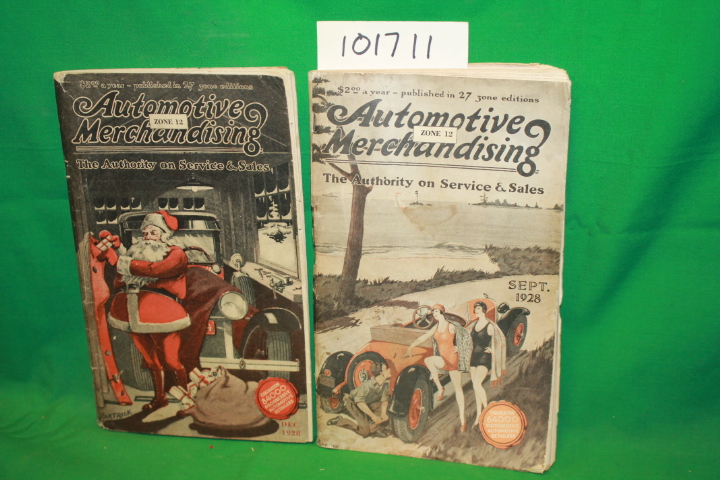 101711
$2.00 a year - published in 27 zone editions
Automotive
ZONE 12
Merchandising
The Authority on Service & Sales
DEC.
1928
$2.00 a year - published in 27 zone editions
Automotive
ZONE 12
Merchandising
The Authority on Service & Sales
SEPT.
1928
84000
84000